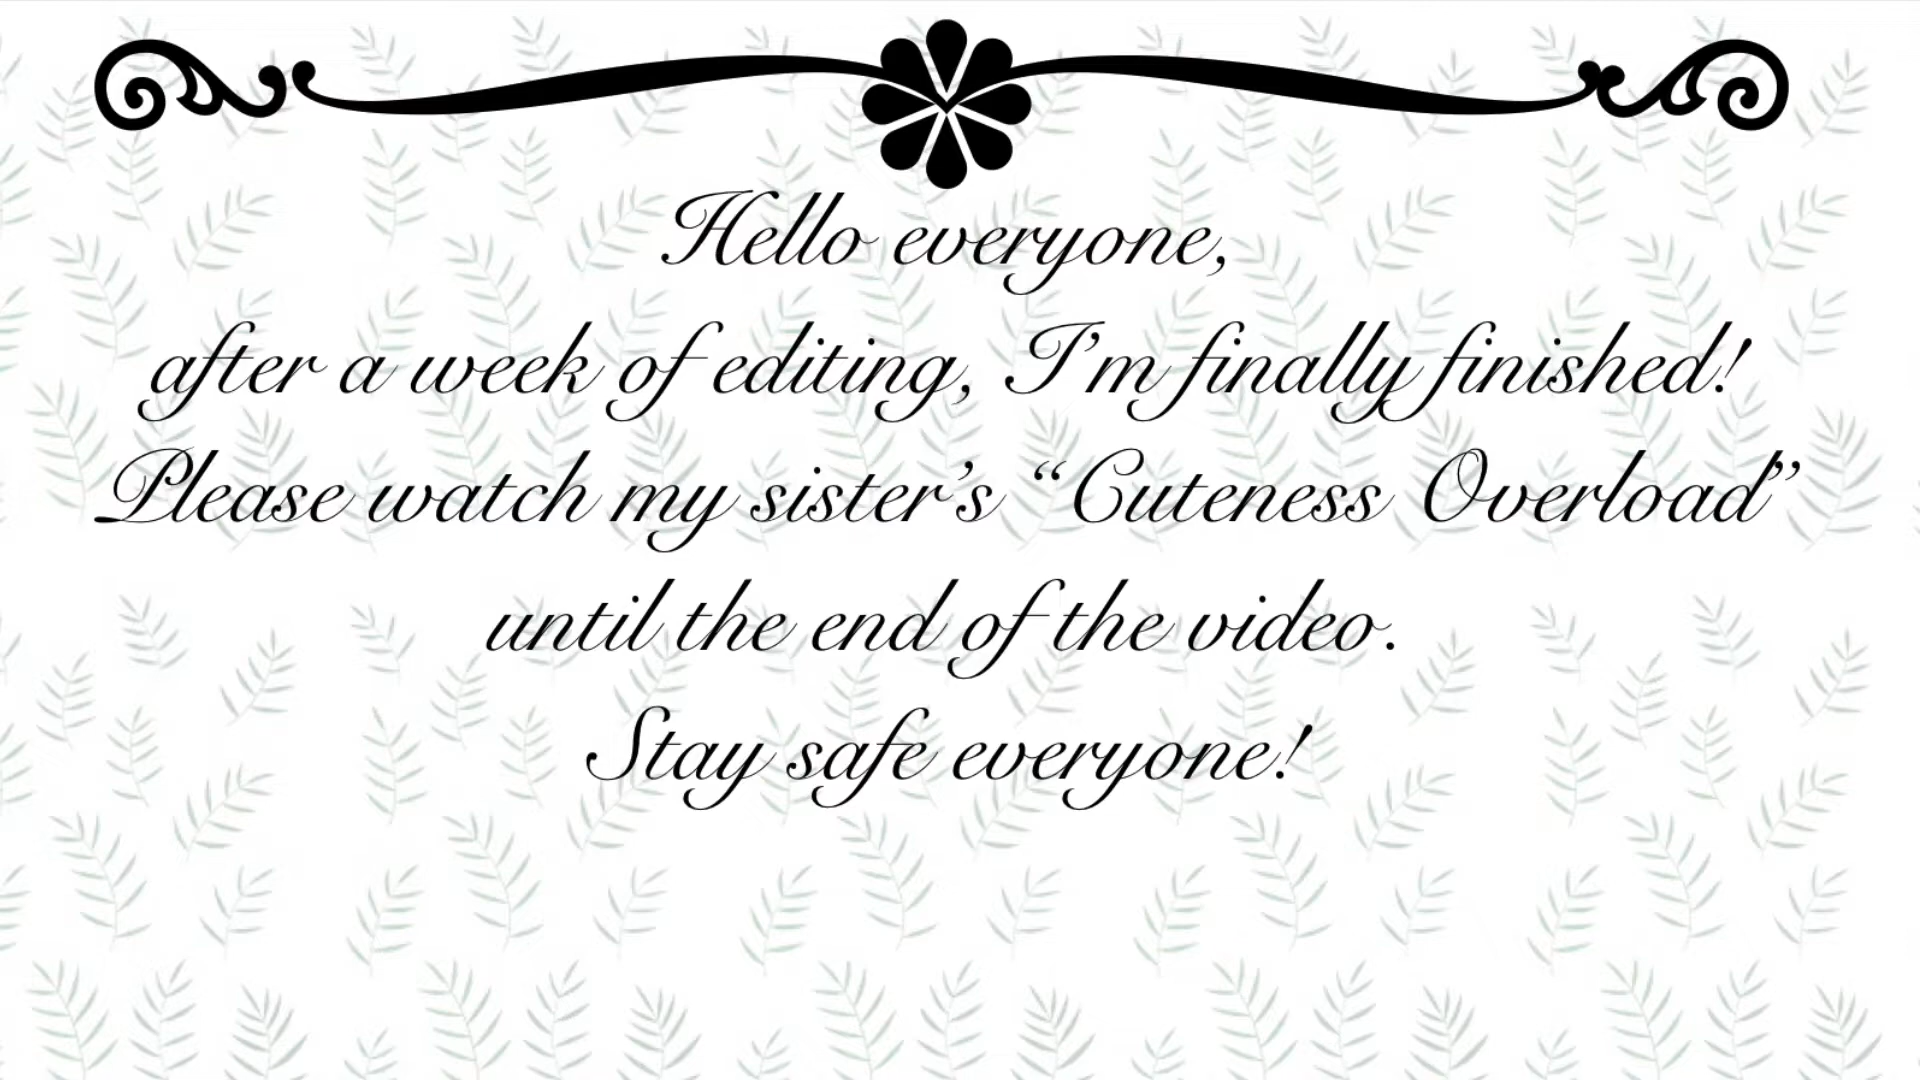 Hello everyone,
after a week of editing, I’m finally finished!
Please watch my sister’s “Cuteness Overload”
until the end of the video.
Stay safe everyone!